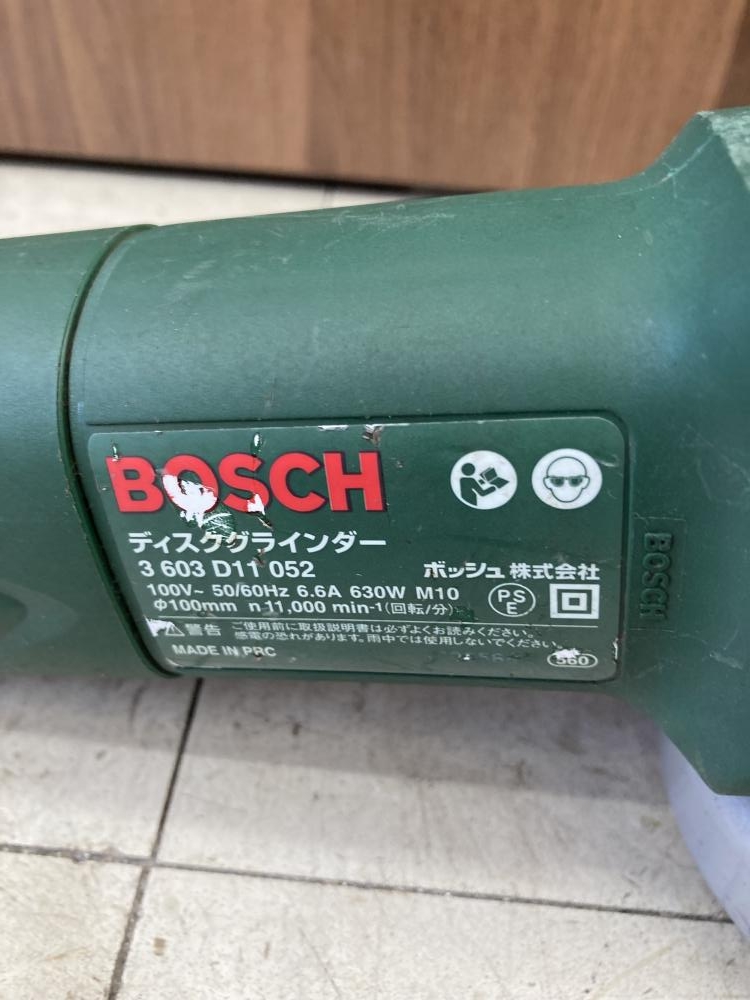 BOSCH
ディスクグラインダー
3 603 D11 052
ボッシュ 株式会社
100V~ 50/60Hz 6.6A 630W M10
Φ100mm n 11,000 min-¹(回転/分)
PS
E
⚠警告 ご使用前に取扱説明書は必ずよくお読みください。
感電の恐れがあります。雨中では使用しないでください。
MADE IN PRC
560
BOSCH